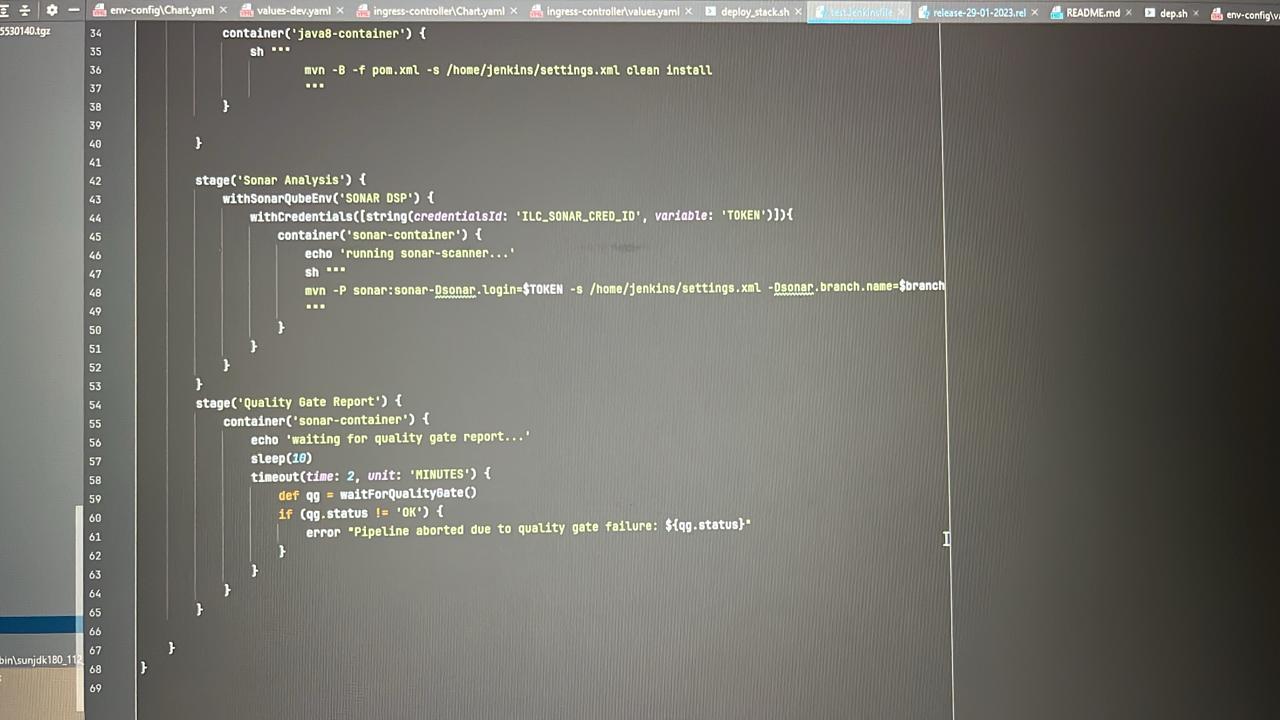 5530140.tgz
env-config\Chart.yaml × values-dev.yaml × ingress-controller\Chart.yaml × ingress-controller\values.yaml × deploy_stack.sh × testJenkinsfile × release-29-01-2023.rel × README.md × dep.sh × env-config\v
34 container('java8-container') {
35 sh """
36 mvn -B -f pom.xml -s /home/jenkins/settings.xml clean install
37 """
38 }
39
40 }
41
42 stage('Sonar Analysis') {
43 withSonarQubeEnv('SONAR DSP') {
44 withCredentials([string(credentialsId: 'ILC_SONAR_CRED_ID', variable: 'TOKEN')]){
45 container('sonar-container') {
46 echo 'running sonar-scanner...'
47 sh """
48 mvn -P sonar:sonar-Dsonar.login=$TOKEN -s /home/jenkins/settings.xml -Dsonar.branch.name=$branch
49 """
50 }
51 }
52 }
53 }
54 stage('Quality Gate Report') {
55 container('sonar-container') {
56 echo 'waiting for quality gate report...'
57 sleep(10)
58 timeout(time: 2, unit: 'MINUTES') {
59 def qg = waitForQualityGate()
60 if (qg.status != 'OK') {
61 error "Pipeline aborted due to quality gate failure: ${qg.status}"
62 }
63 }
64 }
65 }
66
67 }
68 }
69
bin\sunjdk180_112